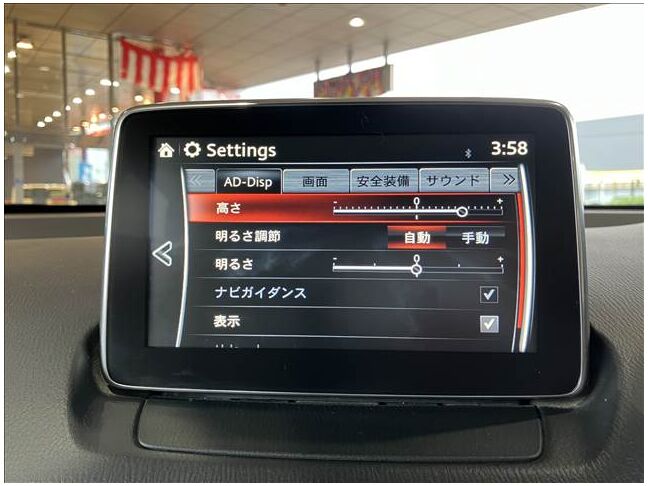 Settings 3:58
AD-Disp 画面 安全装備 サウンド
高さ - 0 +
明るさ調節 自動 手動
明るさ - 0 +
ナビガイダンス
表示